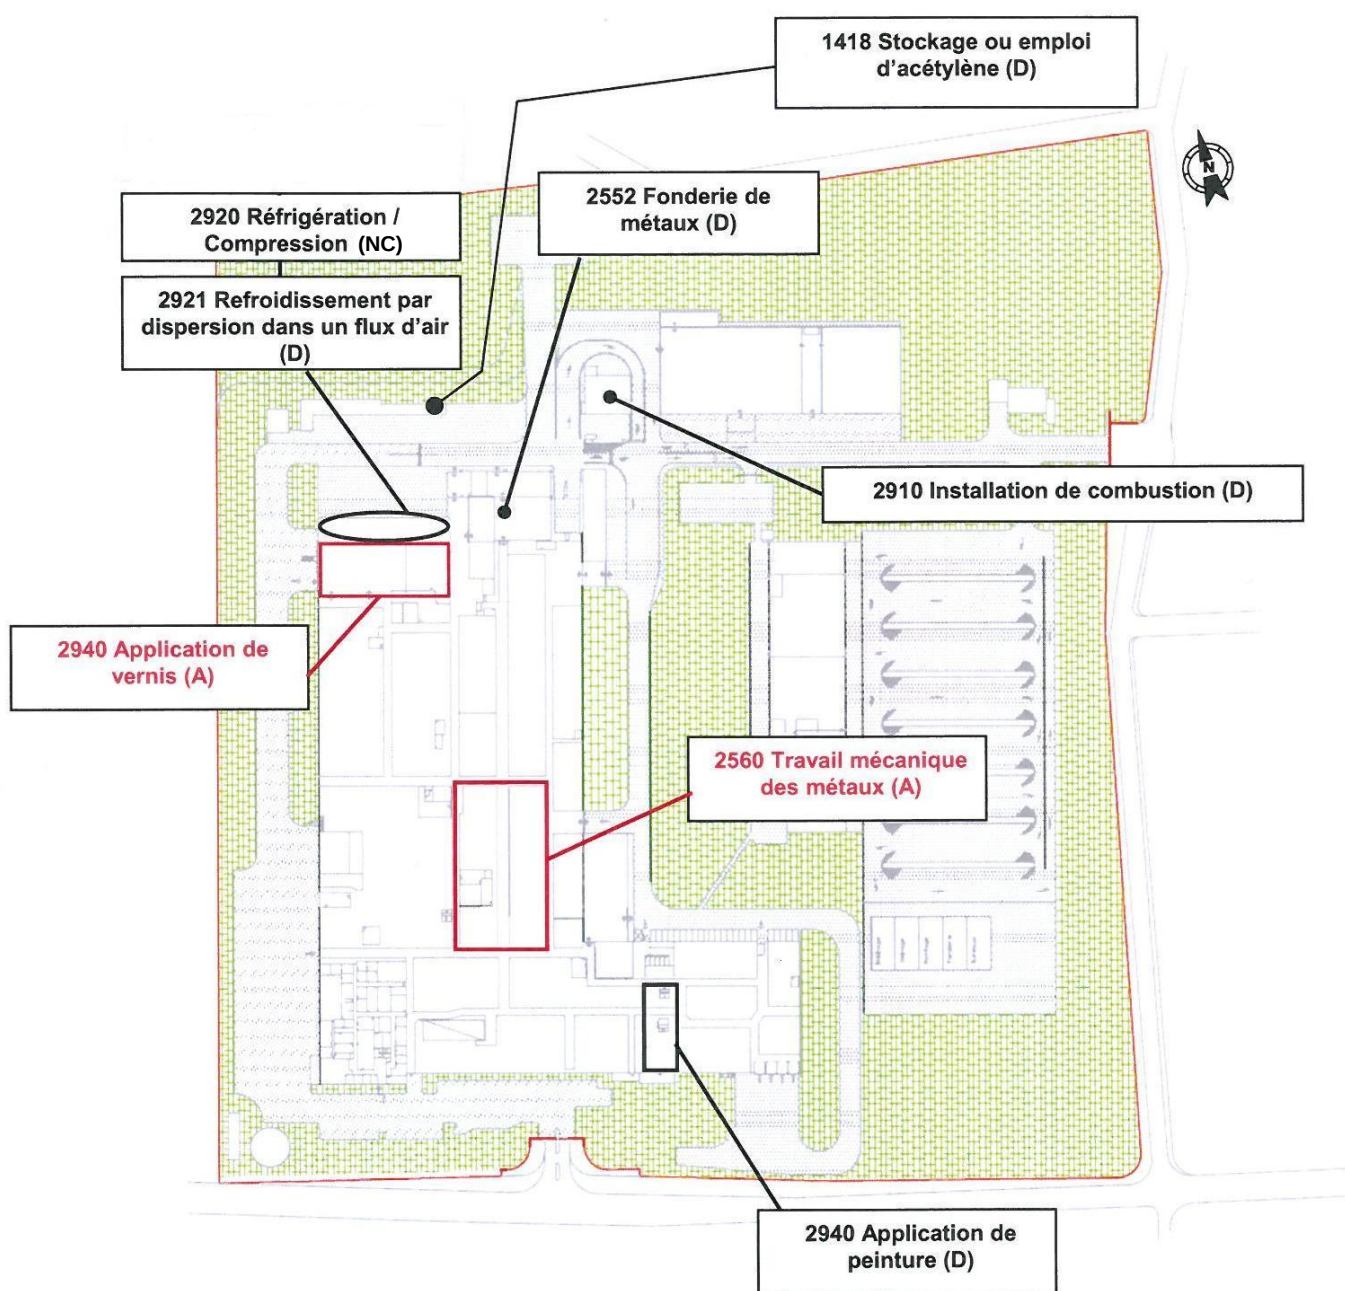 1418 Stockage ou emploi
d'acétylène (D)
N
2552 Fonderie de
métaux (D)
2920 Réfrigération /
Compression (NC)
2921 Refroidissement par
dispersion dans un flux d'air
(D)
2910 Installation de combustion (D)
2940 Application de
vernis (A)
2560 Travail mécanique
des métaux (A)
2940 Application de
peinture (D)